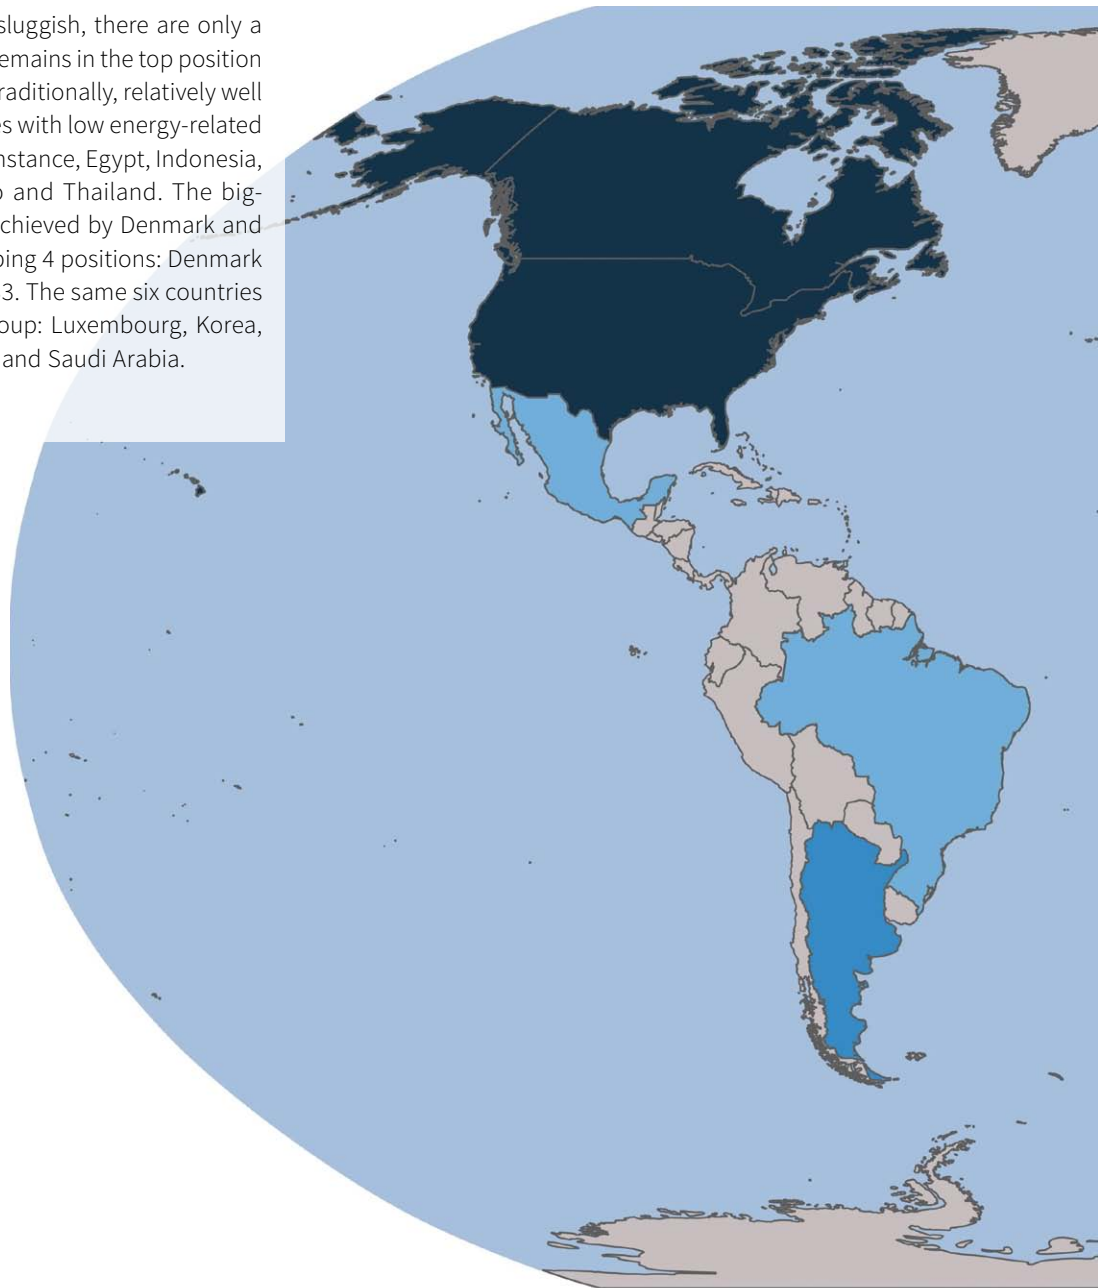 sluggish, there are only a
emains in the top position
raditionally, relatively well
es with low energy-related
nstance, Egypt, Indonesia,
o and Thailand. The big-
chieved by Denmark and
ping 4 positions: Denmark
3. The same six countries
oup: Luxembourg, Korea,
and Saudi Arabia.